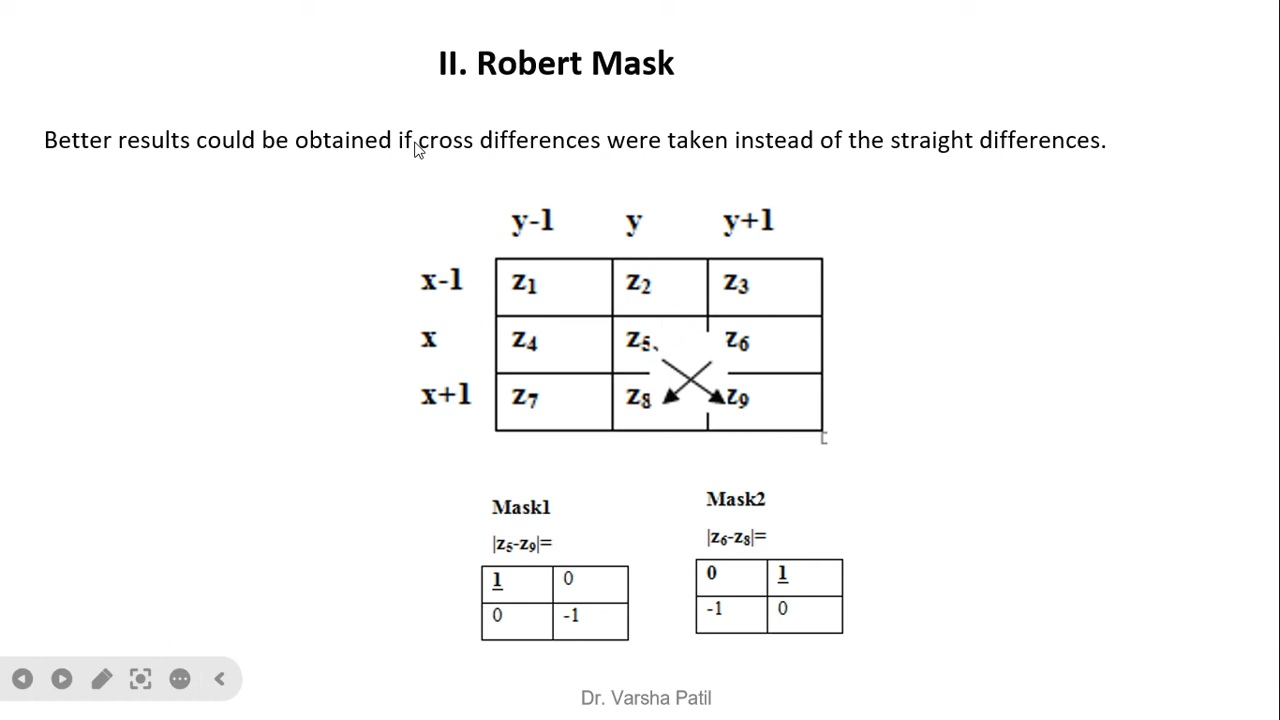 II. Robert Mask
Better results could be obtained if cross differences were taken instead of the straight differences.
y-1 y y+1
x-1 z₁ z₂ z₃
x z₄ z₅ z₆
x+1 z₇ z₈ z₉
Mask1
|z₅-z₉|=
1 0
0 -1
Mask2
|z₆-z₈|=
0 1
-1 0
Dr. Varsha Patil